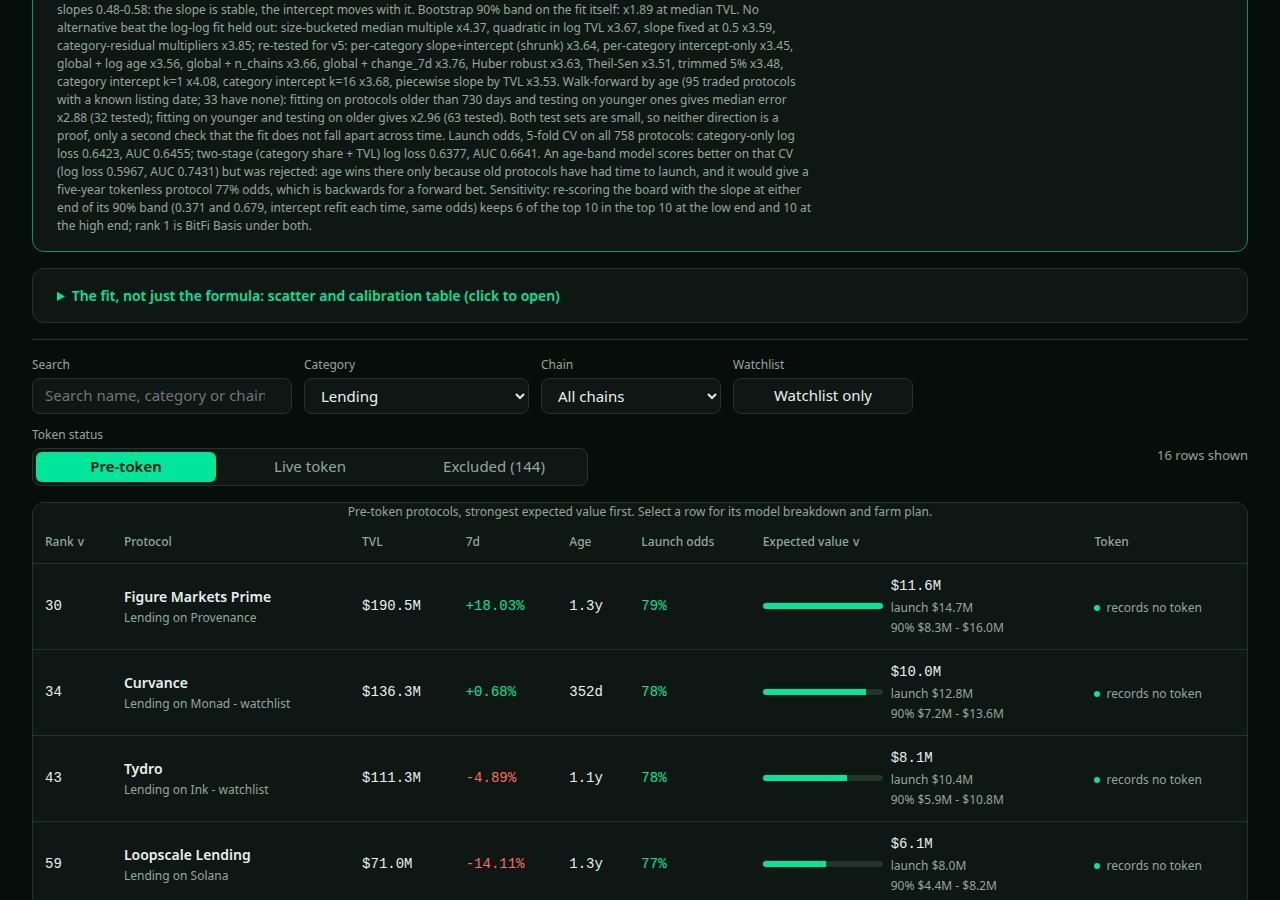 slopes 0.48-0.58: the slope is stable, the intercept moves with it. Bootstrap 90% band on the fit itself: x1.89 at median TVL. No
alternative beat the log-log fit held out: size-bucketed median multiple x4.37, quadratic in log TVL x3.67, slope fixed at 0.5 x3.59,
category-residual multipliers x3.85; re-tested for v5: per-category slope+intercept (shrunk) x3.64, per-category intercept-only x3.45,
global + log age x3.56, global + n_chains x3.66, global + change_7d x3.76, Huber robust x3.63, Theil-Sen x3.51, trimmed 5% x3.48,
category intercept k=1 x4.08, category intercept k=16 x3.68, piecewise slope by TVL x3.53. Walk-forward by age (95 traded protocols
with a known listing date; 33 have none): fitting on protocols older than 730 days and testing on younger ones gives median error
x2.88 (32 tested); fitting on younger and testing on older gives x2.96 (63 tested). Both test sets are small, so neither direction is a
proof, only a second check that the fit does not fall apart across time. Launch odds, 5-fold CV on all 758 protocols: category-only log
loss 0.6423, AUC 0.6455; two-stage (category share + TVL) log loss 0.6377, AUC 0.6641. An age-band model scores better on that CV
(log loss 0.5967, AUC 0.7431) but was rejected: age wins there only because old protocols have had time to launch, and it would give a
five-year tokenless protocol 77% odds, which is backwards for a forward bet. Sensitivity: re-scoring the board with the slope at either
end of its 90% band (0.371 and 0.679, intercept refit each time, same odds) keeps 6 of the top 10 in the top 10 at the low end and 10 at
the high end; rank 1 is BitFi Basis under both.
▶ The fit, not just the formula: scatter and calibration table (click to open)
Search Category Chain Watchlist
Search name, category or chain Lending All chains Watchlist only
Token status
Pre-token Live token Excluded (144) 16 rows shown
Pre-token protocols, strongest expected value first. Select a row for its model breakdown and farm plan.
Rank v Protocol TVL 7d Age Launch odds Expected value v Token
$11.6M
30 Figure Markets Prime $190.5M +18.03% 1.3y 79% launch $14.7M records no token
Lending on Provenance 90% $8.3M - $16.0M
$10.0M
34 Curvance $136.3M +0.68% 352d 78% launch $12.8M records no token
Lending on Monad - watchlist 90% $7.2M - $13.6M
$8.1M
43 Tydro $111.3M -4.89% 1.1y 78% launch $10.4M records no token
Lending on Ink - watchlist 90% $5.9M - $10.8M
$6.1M
59 Loopscale Lending $71.0M -14.11% 1.3y 77% launch $8.0M records no token
Lending on Solana 90% $4.4M - $8.2M